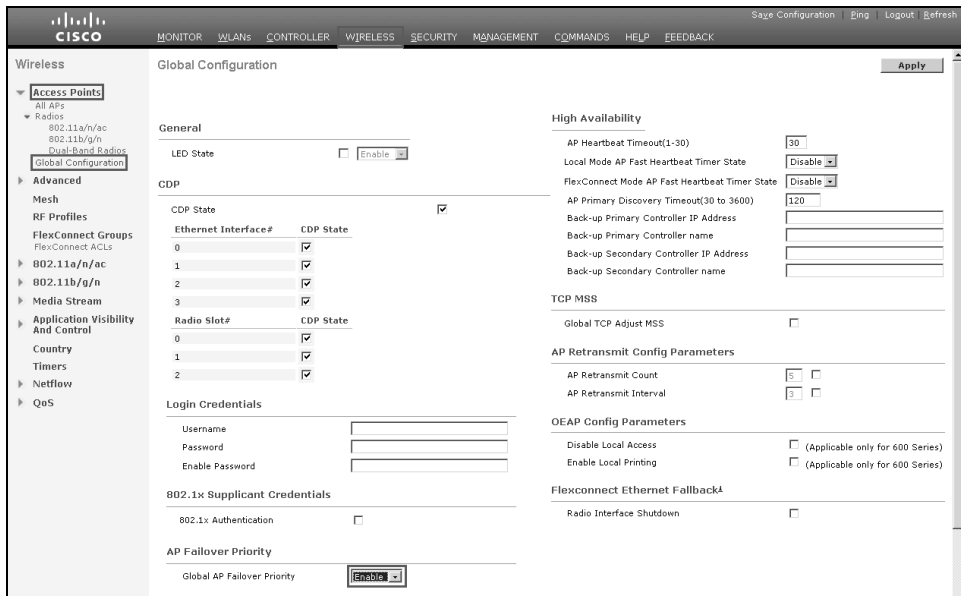 Save Configuration | Ping | Logout | Refresh
CISCO
MONITOR WLANs CONTROLLER WIRELESS SECURITY MANAGEMENT COMMANDS HELP FEEDBACK
Wireless
Access Points
All APs
Radios
802.11a/n/ac
802.11b/g/n
Dual-Band Radios
Global Configuration
Advanced
Mesh
RF Profiles
FlexConnect Groups
FlexConnect ACLs
802.11a/n/ac
802.11b/g/n
Media Stream
Application Visibility
And Control
Country
Timers
Netflow
QoS
Global Configuration
Apply
General
LED State Enable
CDP
CDP State
Ethernet Interface# CDP State
0
1
2
3
Radio Slot# CDP State
0
1
2
Login Credentials
Username
Password
Enable Password
802.1x Supplicant Credentials
802.1x Authentication
AP Failover Priority
Global AP Failover Priority Enable
High Availability
AP Heartbeat Timeout(1-30) 30
Local Mode AP Fast Heartbeat Timer State Disable
FlexConnect Mode AP Fast Heartbeat Timer State Disable
AP Primary Discovery Timeout(30 to 3600) 120
Back-up Primary Controller IP Address
Back-up Primary Controller name
Back-up Secondary Controller IP Address
Back-up Secondary Controller name
TCP MSS
Global TCP Adjust MSS
AP Retransmit Config Parameters
AP Retransmit Count 5
AP Retransmit Interval 3
OEAP Config Parameters
Disable Local Access (Applicable only for 600 Series)
Enable Local Printing (Applicable only for 600 Series)
Flexconnect Ethernet Fallback1
Radio Interface Shutdown